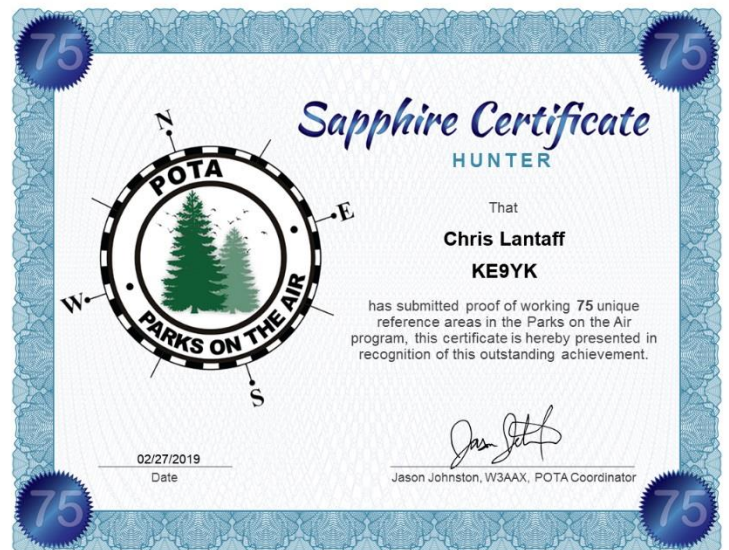 75
75
Sapphire Certificate
HUNTER
N
E
W
S
POTA
PARKS ON THE AIR
That
Chris Lantaff
KE9YK
has submitted proof of working 75 unique
reference areas in the Parks on the Air
program, this certificate is hereby presented in
recognition of this outstanding achievement.
02/27/2019
Date
Jason Johnston, W3AAX, POTA Coordinator
75
75